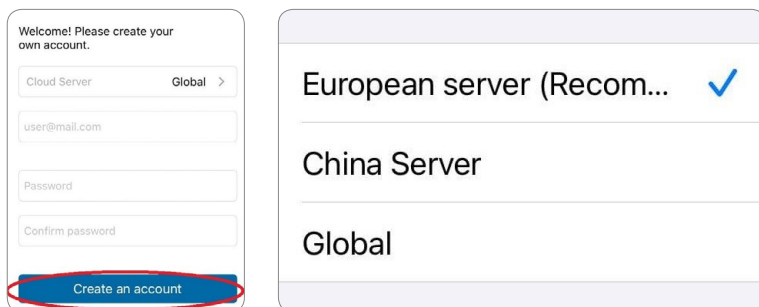 Welcome! Please create your
own account.
Cloud Server Global >
user@mail.com
Password
Confirm password
Create an account
European server (Recom...
China Server
Global